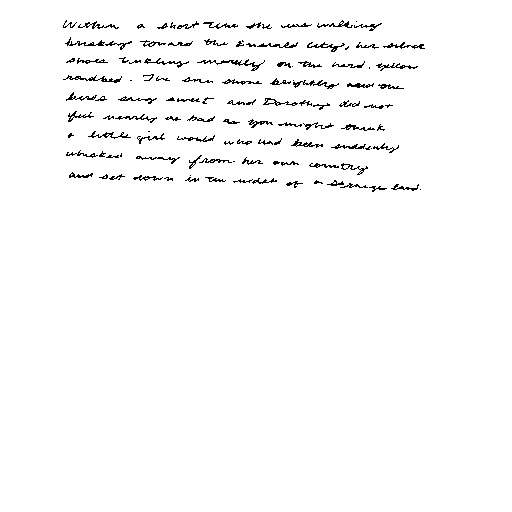 Within a short time she was walking
briskly toward the Emerald City, her silver
shoes tinkling merrily on the hard, yellow
roadbed. The sun shone brightly and the
birds sang sweet and Dorothy did not
feel nearly as bad as you might think
a little girl would who had been suddenly
whisked away from her own country
and set down in the midst of a strange land.